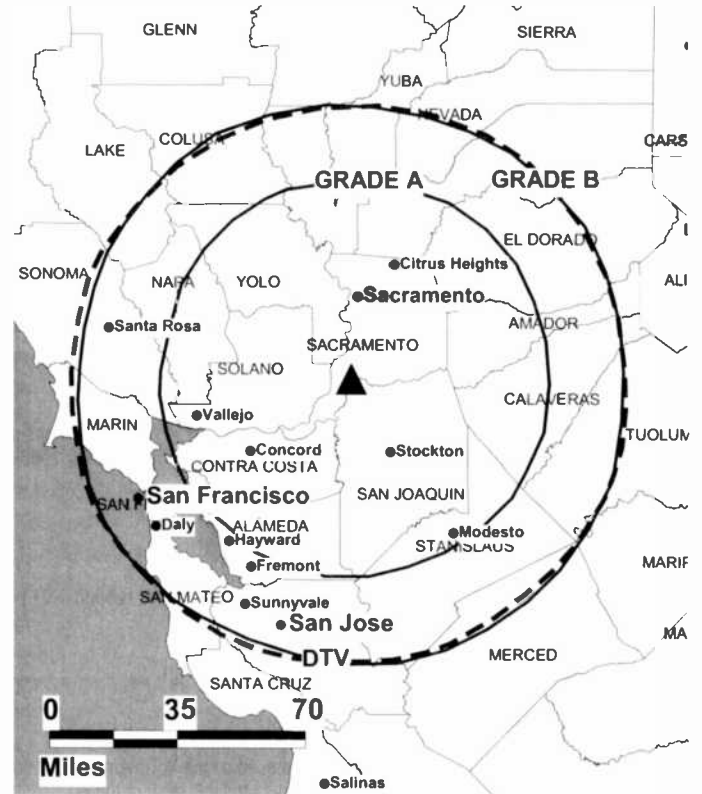 GLENN
SIERRA
YUBA
NEVADA
COLUSA
LAKE
CARS
GRADE A
GRADE B
EL DORADO
SONOMA
NAPA
YOLO
Citrus Heights
ALI
Sacramento
Santa Rosa
AMADOR
SACRAMENTO
SOLANO
CALAVERAS
Vallejo
MARIN
TUOLUM
Concord
Stockton
CONTRA COSTA
San Francisco
SAN JOAQUIN
SAN F
Daly
ALAMEDA
Hayward
Modesto
STANISLAUS
Fremont
MARIP
SAN MATEO
Sunnyvale
San Jose
MA
DTV
MERCED
SANTA CRUZ
0 35 70
Miles
Salinas